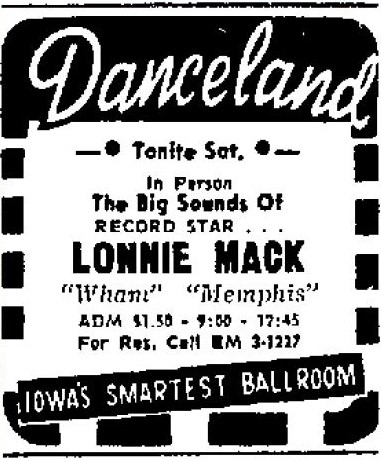 Danceland
Tonite Sat.
In Person
The Big Sounds Of
RECORD STAR . . .
LONNIE MACK
"Wham" "Memphis"
ADM $1.50 - 9:00 - 12:45
For Res. Call EM 3-1227
IOWA'S SMARTEST BALLROOM